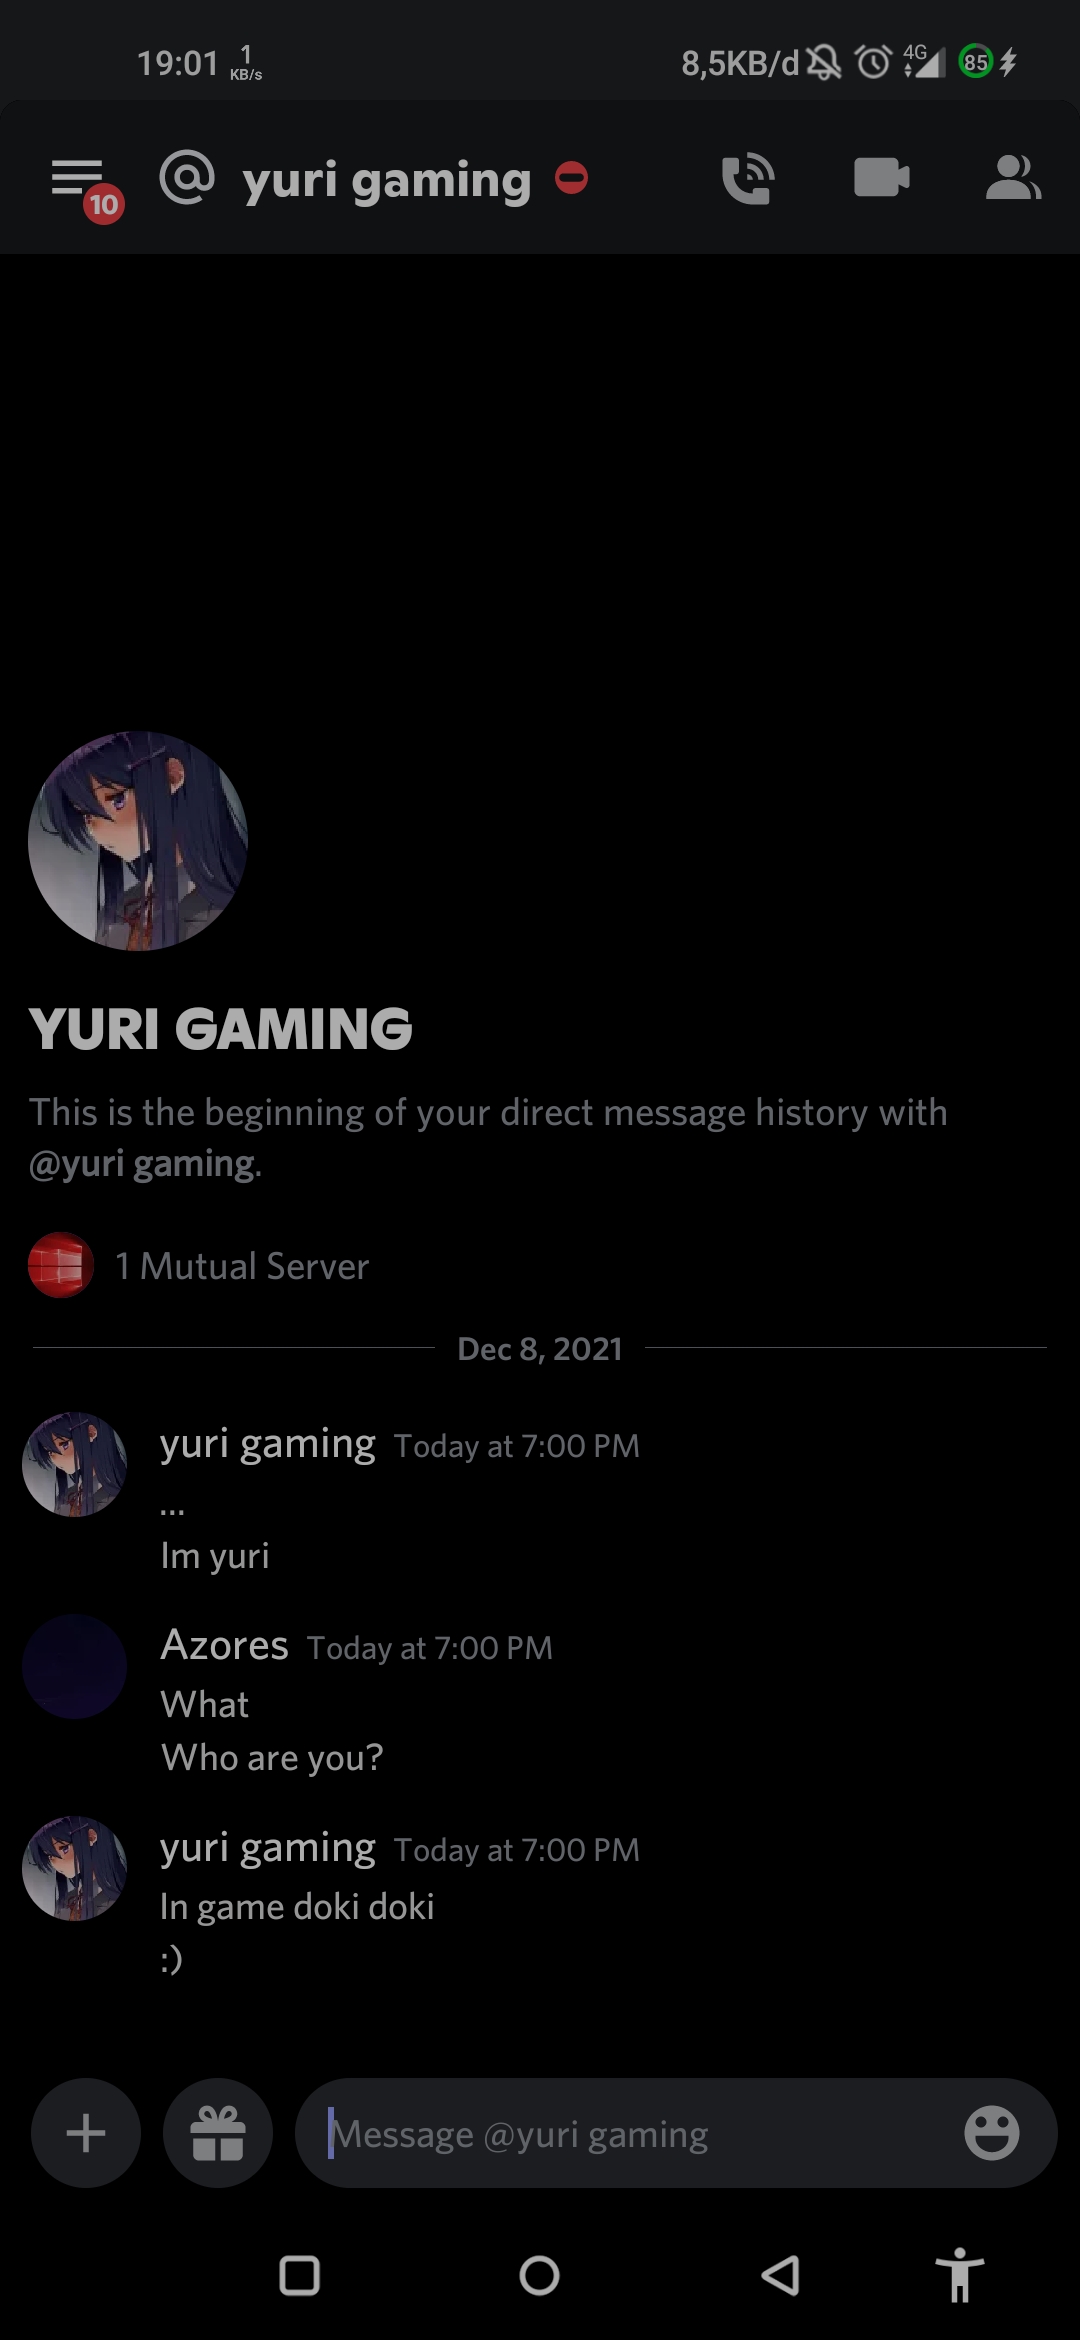 19:01 1 KB/s 8,5KB/d 4G 85
10 yuri gaming
YURI GAMING
This is the beginning of your direct message history with
@yuri gaming.
1 Mutual Server
Dec 8, 2021
yuri gaming Today at 7:00 PM
...
Im yuri
Azores Today at 7:00 PM
What
Who are you?
yuri gaming Today at 7:00 PM
In game doki doki
:)
Message @yuri gaming